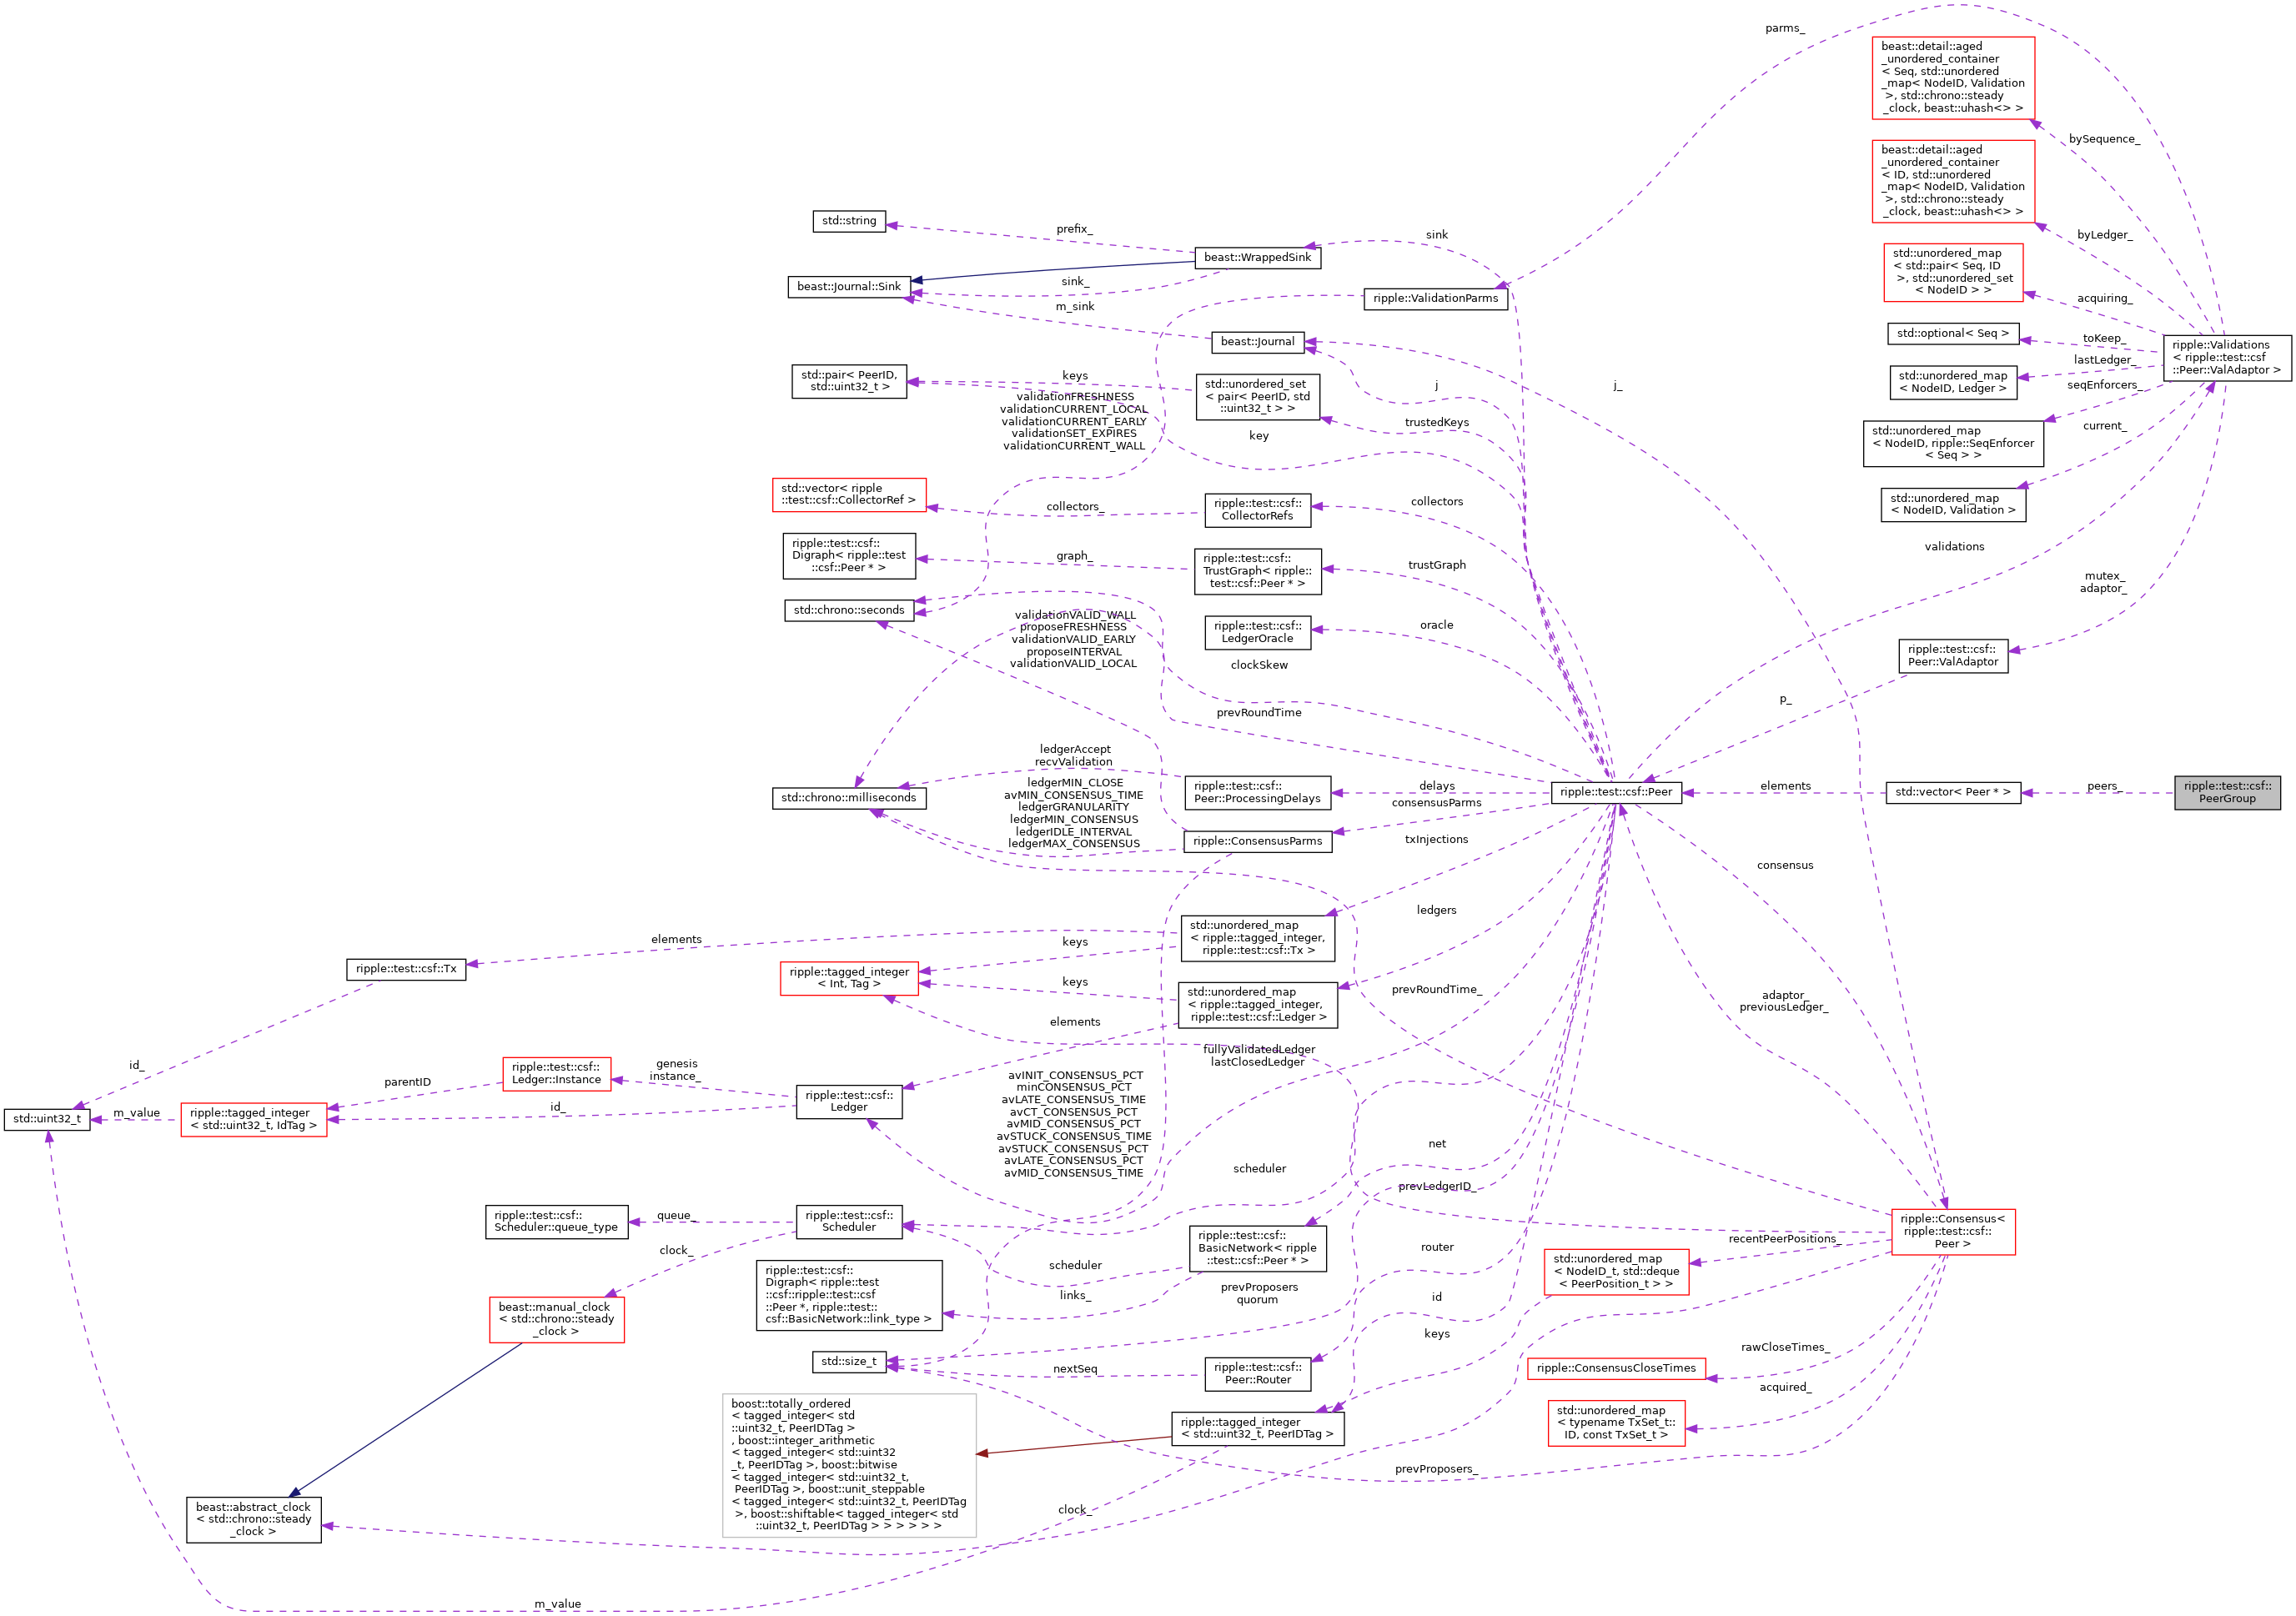 parms_
beast::detail::aged
_unordered_container
< Seq, std::unordered
_map< NodeID, Validation
>, std::chrono::steady
_clock, beast::uhash<> >
bySequence_
beast::detail::aged
_unordered_container
< ID, std::unordered
_map< NodeID, Validation
>, std::chrono::steady
_clock, beast::uhash<> >
byLedger_
std::unordered_map
< std::pair< Seq, ID
>, std::unordered_set
< NodeID > >
acquiring_
std::optional< Seq >
toKeep_
ripple::Validations
< ripple::test::csf
::Peer::ValAdaptor >
std::unordered_map
< NodeID, Ledger >
lastLedger_
seqEnforcers_
std::unordered_map
< NodeID, ripple::SeqEnforcer
< Seq > >
current_
std::unordered_map
< NodeID, Validation >
validations
mutex_
adaptor_
ripple::test::csf::
Peer::ValAdaptor
p_
std::string
prefix_
beast::WrappedSink
sink
beast::Journal::Sink
sink_
m_sink
ripple::ValidationParms
beast::Journal
j
j_
std::pair< PeerID,
std::uint32_t >
keys
std::unordered_set
< pair< PeerID, std
::uint32_t > >
trustedKeys
validationFRESHNESS
validationCURRENT_LOCAL
validationCURRENT_EARLY
validationSET_EXPIRES
validationCURRENT_WALL
key
std::vector< ripple
::test::csf::CollectorRef >
collectors_
ripple::test::csf::
CollectorRefs
collectors
ripple::test::csf::
Digraph< ripple::test
::csf::Peer * >
graph_
ripple::test::csf::
TrustGraph< ripple::
test::csf::Peer * >
trustGraph
std::chrono::seconds
validationVALID_WALL
proposeFRESHNESS
validationVALID_EARLY
proposeINTERVAL
validationVALID_LOCAL
ripple::test::csf::
LedgerOracle
oracle
clockSkew
prevRoundTime
ledgerAccept
recvValidation
std::chrono::milliseconds
ledgerMIN_CLOSE
avMIN_CONSENSUS_TIME
ledgerGRANULARITY
ledgerMIN_CONSENSUS
ledgerIDLE_INTERVAL
ledgerMAX_CONSENSUS
ripple::test::csf::
Peer::ProcessingDelays
delays
consensusParms
ripple::ConsensusParms
ripple::test::csf::Peer
elements
std::vector< Peer * >
peers_
ripple::test::csf::
PeerGroup
txInjections
consensus
ledgers
std::unordered_map
< ripple::tagged_integer,
ripple::test::csf::Tx >
elements
keys
ripple::test::csf::Tx
ripple::tagged_integer
< Int, Tag >
keys
std::unordered_map
< ripple::tagged_integer,
ripple::test::csf::Ledger >
elements
prevRoundTime_
adaptor_
previousLedger_
id_
ripple::test::csf::
Ledger::Instance
genesis
instance_
fullyValidatedLedger
lastClosedLedger
parentID
std::uint32_t
m_value
ripple::tagged_integer
< std::uint32_t, IdTag >
id_
ripple::test::csf::
Ledger
avINIT_CONSENSUS_PCT
minCONSENSUS_PCT
avLATE_CONSENSUS_TIME
avCT_CONSENSUS_PCT
avMID_CONSENSUS_PCT
avSTUCK_CONSENSUS_TIME
avSTUCK_CONSENSUS_PCT
avLATE_CONSENSUS_PCT
avMID_CONSENSUS_TIME
net
scheduler
prevLedgerID_
ripple::test::csf::
Scheduler::queue_type
queue_
ripple::test::csf::
Scheduler
clock_
ripple::test::csf::
BasicNetwork< ripple
::test::csf::Peer * >
scheduler
links_
ripple::Consensus<
ripple::test::csf::
Peer >
recentPeerPositions_
router
std::unordered_map
< NodeID_t, std::deque
< PeerPosition_t > >
ripple::test::csf::
Digraph< ripple::test
::csf::ripple::test::csf
::Peer *, ripple::test::
csf::BasicNetwork::link_type >
prevProposers
quorum
id
beast::manual_clock
< std::chrono::steady
_clock >
keys
rawCloseTimes_
std::size_t
nextSeq
ripple::test::csf::
Peer::Router
ripple::ConsensusCloseTimes
acquired_
boost::totally_ordered
< tagged_integer< std
::uint32_t, PeerIDTag >
, boost::integer_arithmetic
< tagged_integer< std::uint32
_t, PeerIDTag >, boost::bitwise
< tagged_integer< std::uint32_t,
PeerIDTag >, boost::unit_steppable
< tagged_integer< std::uint32_t, PeerIDTag
>, boost::shiftable< tagged_integer< std
::uint32_t, PeerIDTag > > > > > >
ripple::tagged_integer
< std::uint32_t, PeerIDTag >
std::unordered_map
< typename TxSet_t::
ID, const TxSet_t >
prevProposers_
beast::abstract_clock
< std::chrono::steady
_clock >
clock_
m_value